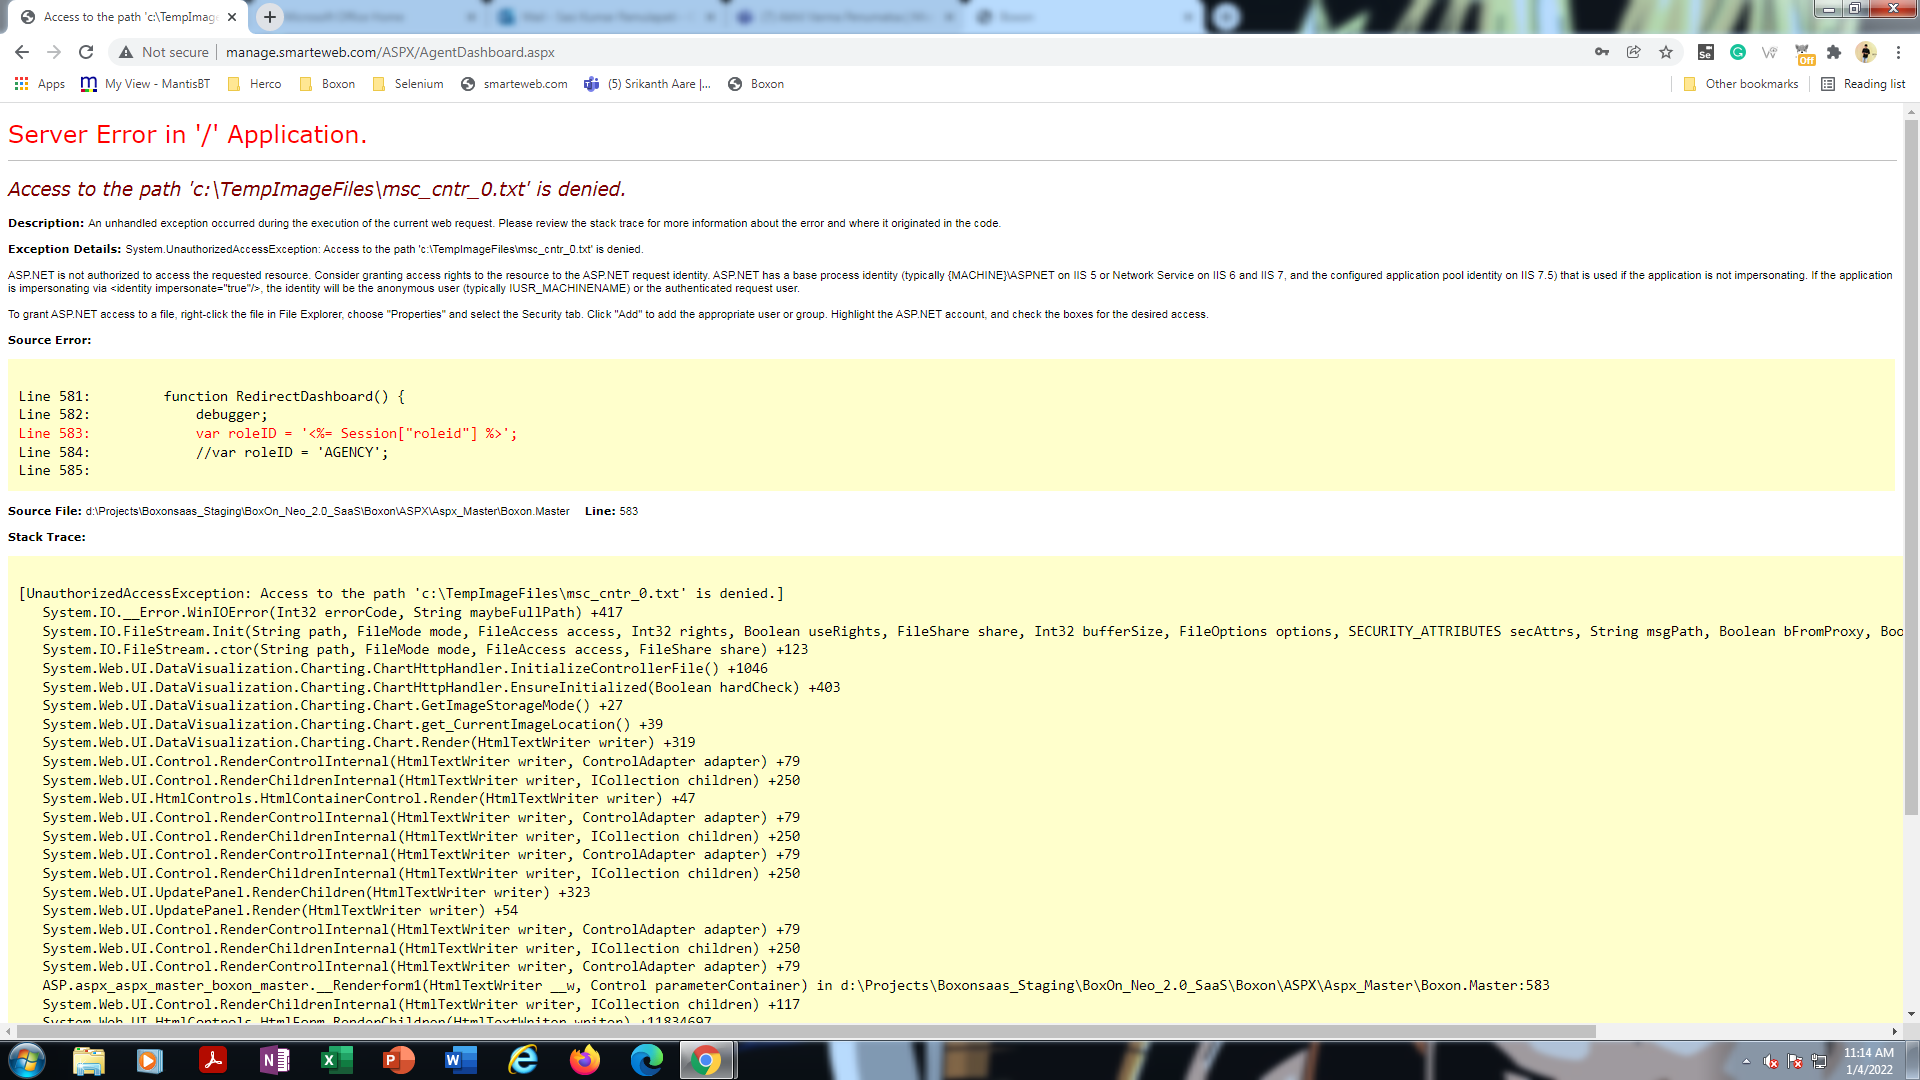 Access to the path 'c:\TempImag
Not secure
manage.smarteweb.com/ASPX/AgentDashboard.aspx
Off
Apps
My View - MantisBT
Herco
Boxon
Selenium
smarteweb.com
(5) Srikanth Aare |...
Boxon
Other bookmarks
Reading list
Server Error in '/' Application.
Access to the path 'c:\TempImageFiles\msc_cntr_0.txt' is denied.
Description: An unhandled exception occurred during the execution of the current web request. Please review the stack trace for more information about the error and where it originated in the code.
Exception Details: System.UnauthorizedAccessException: Access to the path 'c:\TempImageFiles\msc_cntr_0.txt' is denied.
ASP.NET is not authorized to access the requested resource. Consider granting access rights to the resource to the ASP.NET request identity. ASP.NET has a base process identity (typically {MACHINE}\ASPNET on IIS 5 or Network Service on IIS 6 and IIS 7, and the configured application pool identity on IIS 7.5) that is used if the application is not impersonating. If the application
is impersonating via <identity impersonate="true"/>, the identity will be the anonymous user (typically IUSR_MACHINENAME) or the authenticated request user.
To grant ASP.NET access to a file, right-click the file in File Explorer, choose "Properties" and select the Security tab. Click "Add" to add the appropriate user or group. Highlight the ASP.NET account, and check the boxes for the desired access.
Source Error:
Line 581:         function RedirectDashboard() {
Line 582:             debugger;
Line 583:             var roleID = '<%= Session["roleid"] %>';
Line 584:             //var roleID = 'AGENCY';
Line 585:
Source File: d:\Projects\Boxonsaas_Staging\BoxOn_Neo_2.0_SaaS\Boxon\ASPX\Aspx_Master\Boxon.Master    Line: 583
Stack Trace:
[UnauthorizedAccessException: Access to the path 'c:\TempImageFiles\msc_cntr_0.txt' is denied.]
System.IO.__Error.WinIOError(Int32 errorCode, String maybeFullPath) +417
System.IO.FileStream.Init(String path, FileMode mode, FileAccess access, Int32 rights, Boolean useRights, FileShare share, Int32 bufferSize, FileOptions options, SECURITY_ATTRIBUTES secAttrs, String msgPath, Boolean bFromProxy, Boo
System.IO.FileStream..ctor(String path, FileMode mode, FileAccess access, FileShare share) +123
System.Web.UI.DataVisualization.Charting.ChartHttpHandler.InitializeControllerFile() +1046
System.Web.UI.DataVisualization.Charting.ChartHttpHandler.EnsureInitialized(Boolean hardCheck) +403
System.Web.UI.DataVisualization.Charting.Chart.GetImageStorageMode() +27
System.Web.UI.DataVisualization.Charting.Chart.get_CurrentImageLocation() +39
System.Web.UI.DataVisualization.Charting.Chart.Render(HtmlTextWriter writer) +319
System.Web.UI.Control.RenderControlInternal(HtmlTextWriter writer, ControlAdapter adapter) +79
System.Web.UI.Control.RenderChildrenInternal(HtmlTextWriter writer, ICollection children) +250
System.Web.UI.HtmlControls.HtmlContainerControl.Render(HtmlTextWriter writer) +47
System.Web.UI.Control.RenderControlInternal(HtmlTextWriter writer, ControlAdapter adapter) +79
System.Web.UI.Control.RenderChildrenInternal(HtmlTextWriter writer, ICollection children) +250
System.Web.UI.Control.RenderControlInternal(HtmlTextWriter writer, ControlAdapter adapter) +79
System.Web.UI.Control.RenderChildrenInternal(HtmlTextWriter writer, ICollection children) +250
System.Web.UI.UpdatePanel.RenderChildren(HtmlTextWriter writer) +323
System.Web.UI.UpdatePanel.Render(HtmlTextWriter writer) +54
System.Web.UI.Control.RenderControlInternal(HtmlTextWriter writer, ControlAdapter adapter) +79
System.Web.UI.Control.RenderChildrenInternal(HtmlTextWriter writer, ICollection children) +250
System.Web.UI.Control.RenderControlInternal(HtmlTextWriter writer, ControlAdapter adapter) +79
ASP.aspx_aspx_master_boxon_master.__Renderform1(HtmlTextWriter __w, Control parameterContainer) in d:\Projects\Boxonsaas_Staging\BoxOn_Neo_2.0_SaaS\Boxon\ASPX\Aspx_Master\Boxon.Master:583
System.Web.UI.Control.RenderChildrenInternal(HtmlTextWriter writer, ICollection children) +117
System.Web.UI.HtmlControls.HtmlForm.RenderChildren(HtmlTextWriter writer) +11834697
11:14 AM
1/4/2022